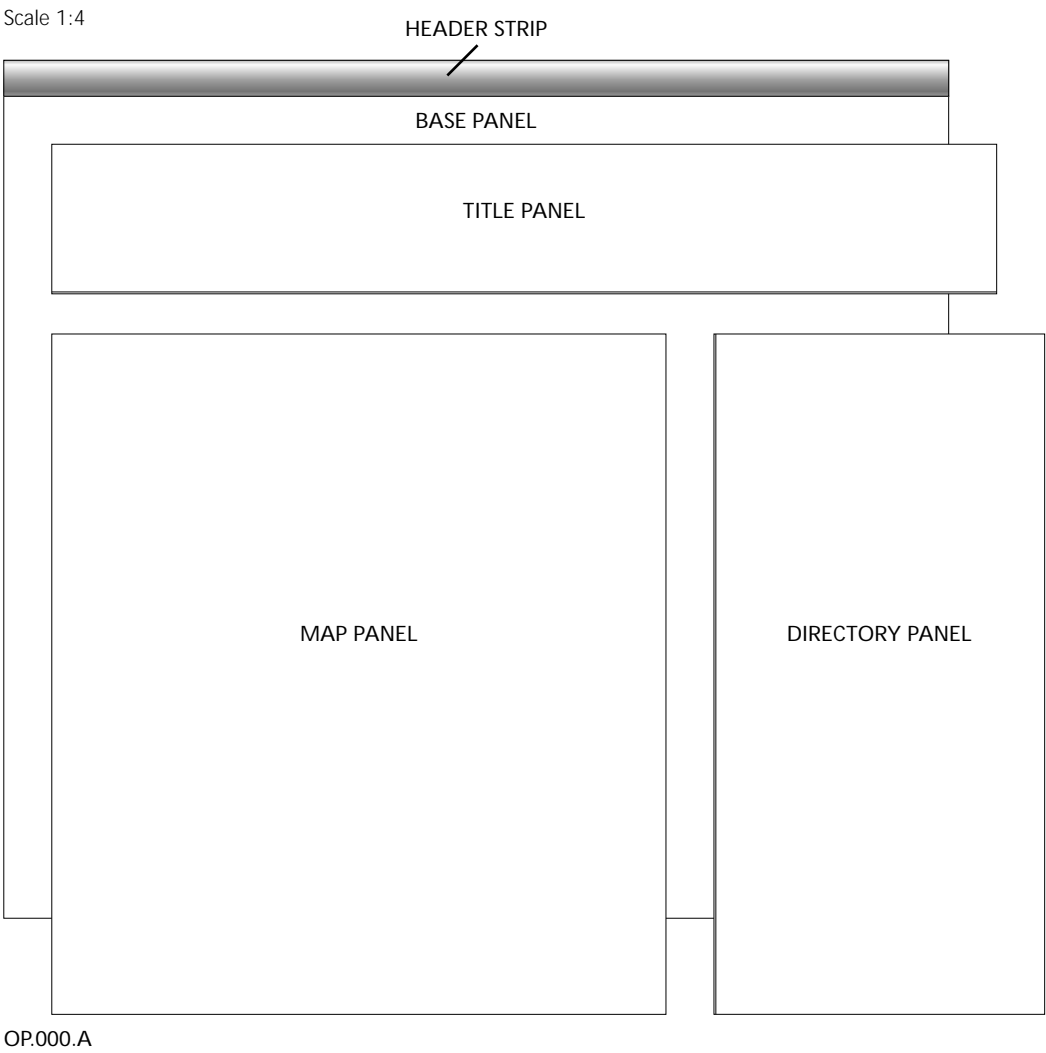 Scale 1:4
HEADER STRIP
BASE PANEL
TITLE PANEL
MAP PANEL
DIRECTORY PANEL
OP.000.A